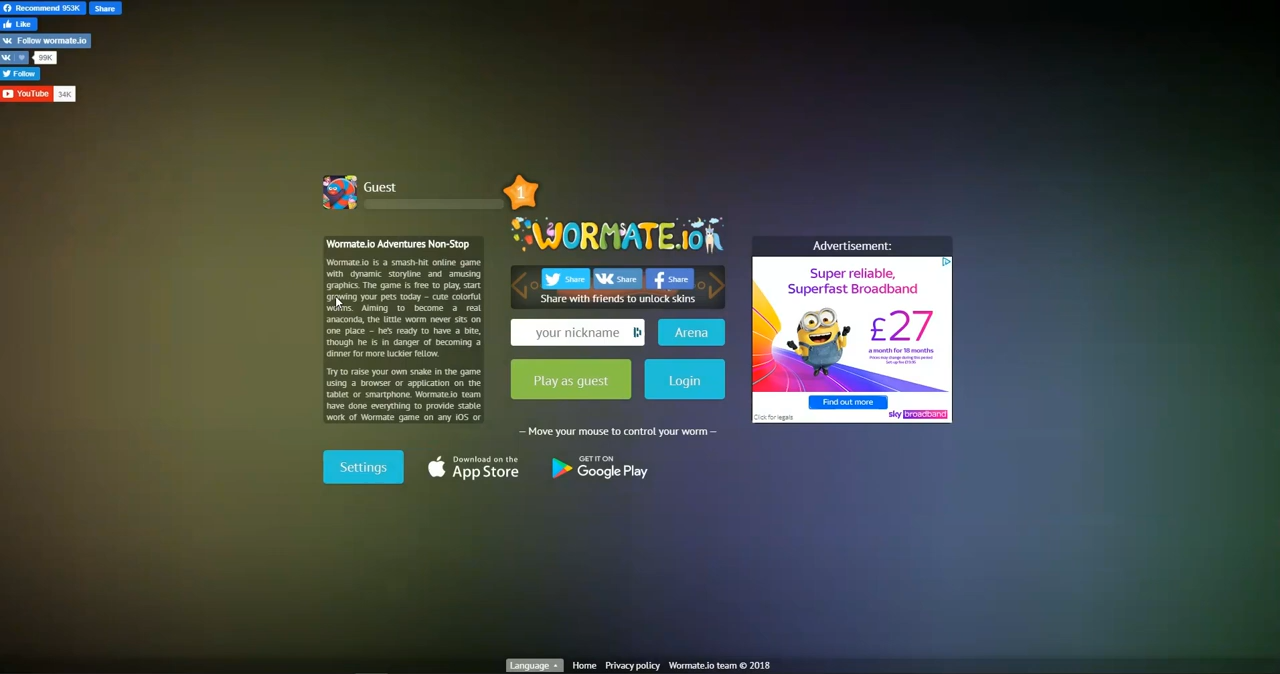 Recommend 953K Share
Like
Follow wormate.io
99K
Follow
YouTube 34K
Guest
1
Wormate.io Adventures Non-Stop
Wormate.io is a smash-hit online game
with dynamic storyline and amusing
graphics. The game is free to play, start
growing your pets today – cute colorful
worms. Aiming to become a real
anaconda, the little worm never sits on
one place – he's ready to have a bite,
though he is in danger of becoming a
dinner for more luckier fellow.
Try to raise your own snake in the game
using a browser or application on the
tablet or smartphone. Wormate.io team
have done everything to provide stable
work of Wormate game on any iOS or
WORMATE.io
Share Share Share
Share with friends to unlock skins
your nickname Arena
Play as guest Login
— Move your mouse to control your worm —
Settings
Download on the
App Store
GET IT ON
Google Play
Advertisement:
Super reliable,
Superfast Broadband
£27
a month for 18 months
Find out more
Click for legals
sky broadband
Language Home Privacy policy Wormate.io team © 2018